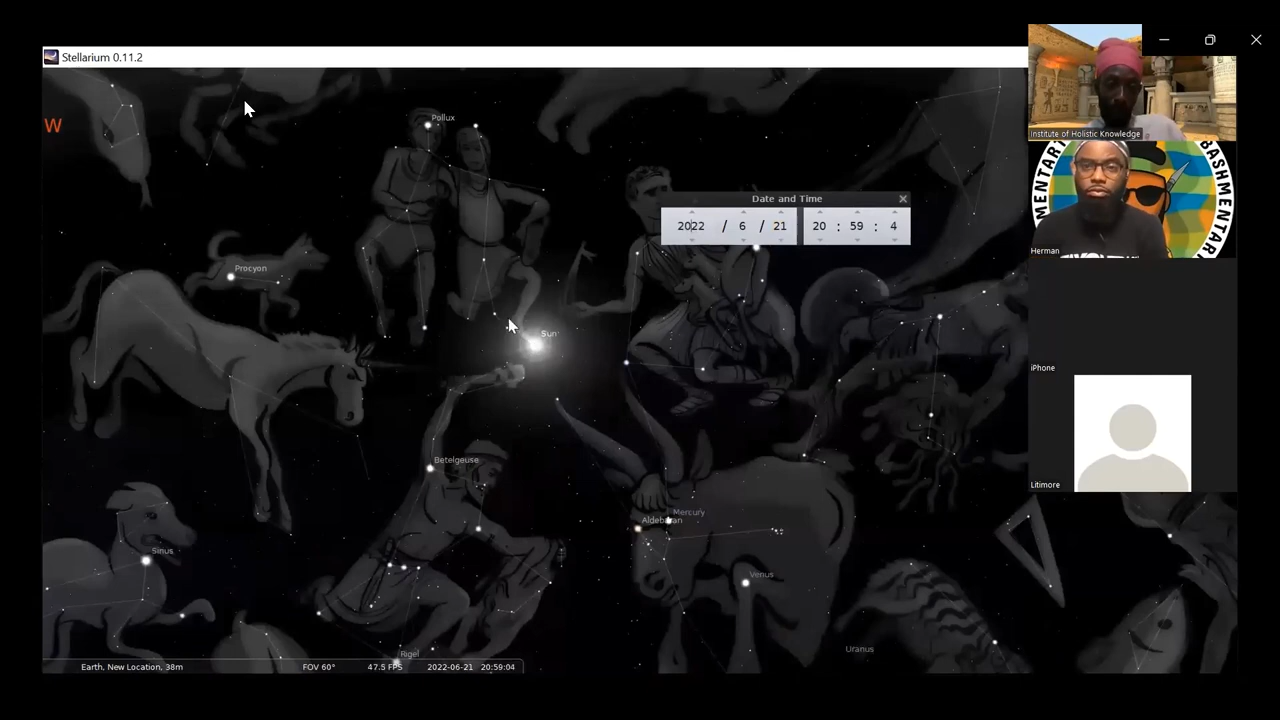 Stellarium 0.11.2
W
Pollux
Date and Time
2022 / 6 / 21 20 : 59 : 4
Procyon
Sun
Betelgeuse
Mercury
Aldebaran
Sirius
Venus
Uranus
Rigel
Earth, New Location, 38m FOV 60° 47.5 FPS 2022-06-21 20:59:04
Institute of Holistic Knowledge
MENTAR
BASHMENTAR
Herman
iPhone
Litimore